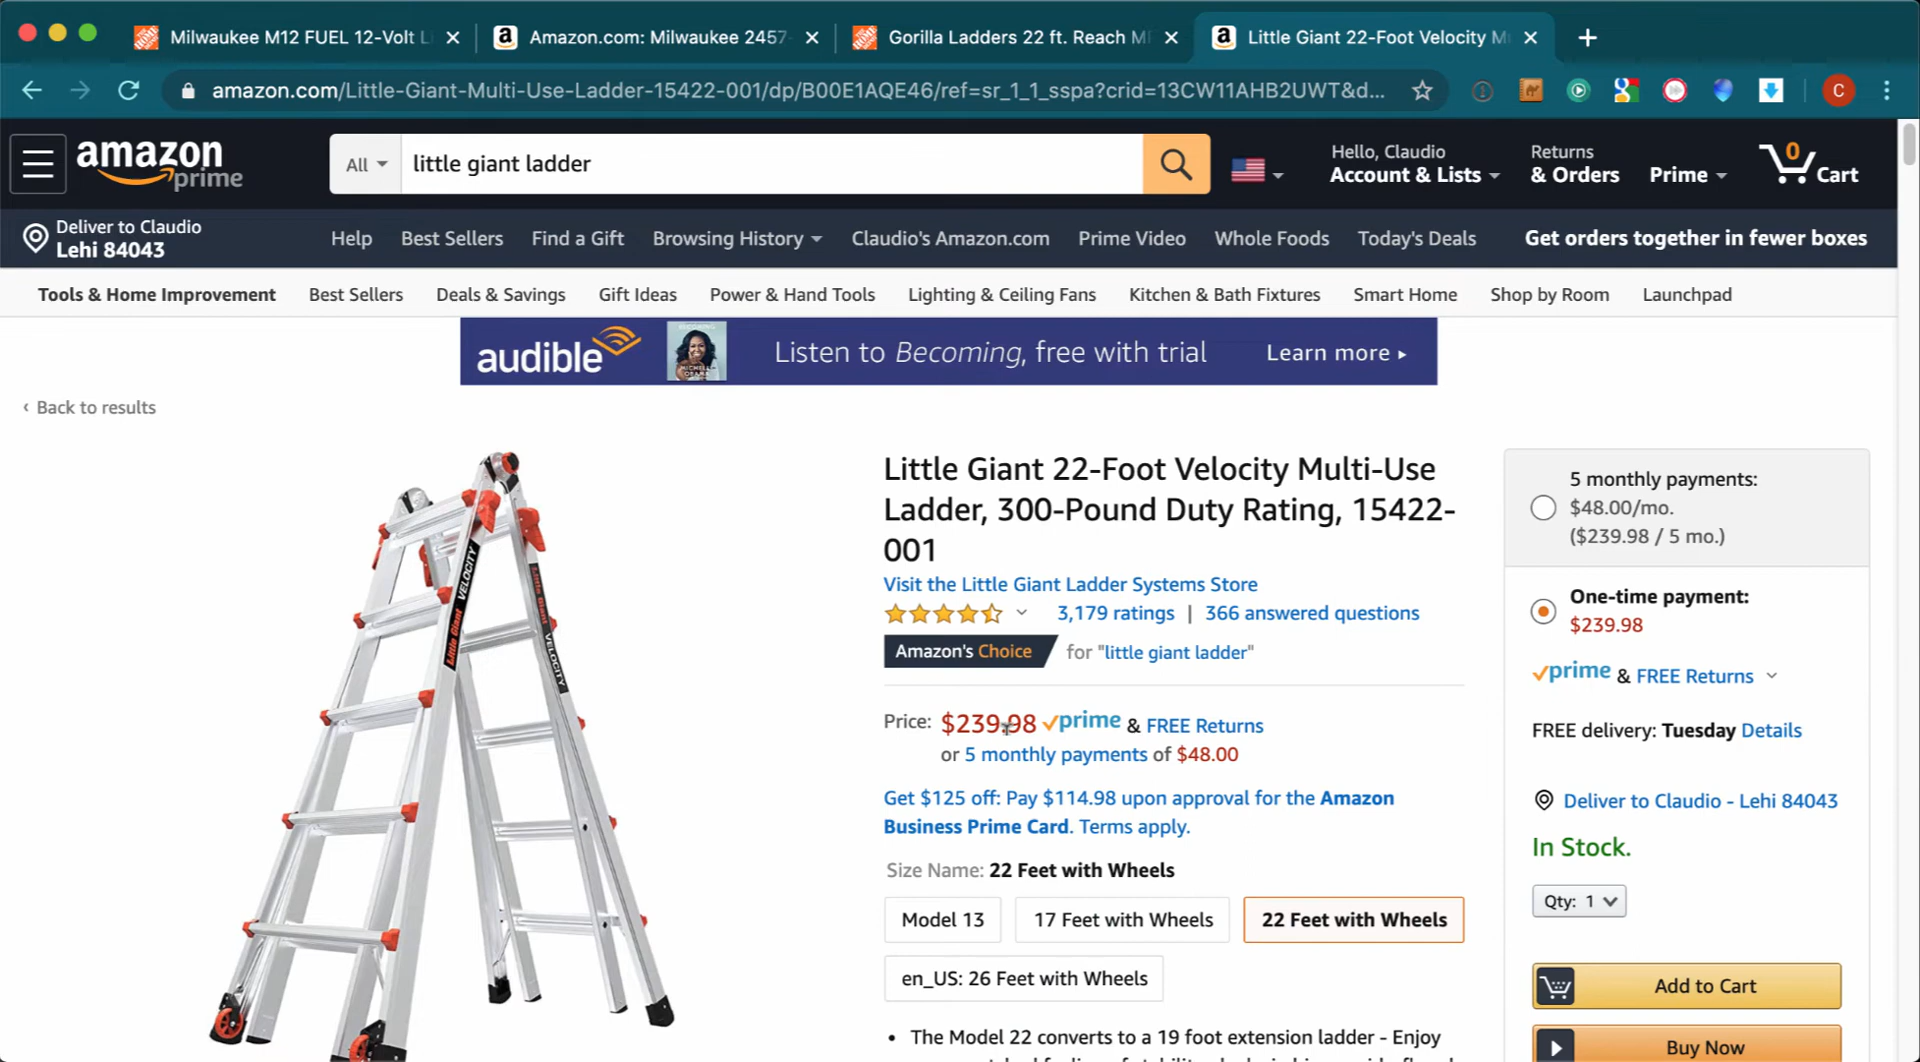 Milwaukee M12 FUEL 12-Volt Li
Amazon.com: Milwaukee 2457-
Gorilla Ladders 22 ft. Reach MP
Little Giant 22-Foot Velocity Mu
amazon.com/Little-Giant-Multi-Use-Ladder-15422-001/dp/B00E1AQE46/ref=sr_1_1_sspa?crid=13CW11AHB2UWT&d...
C
amazon prime
All
little giant ladder
Hello, Claudio
Account & Lists
Returns
& Orders
Prime
0
Cart
Deliver to Claudio
Lehi 84043
Help Best Sellers Find a Gift Browsing History Claudio's Amazon.com Prime Video Whole Foods Today's Deals Get orders together in fewer boxes
Tools & Home Improvement Best Sellers Deals & Savings Gift Ideas Power & Hand Tools Lighting & Ceiling Fans Kitchen & Bath Fixtures Smart Home Shop by Room Launchpad
audible
BECOMING
MICHELLE
OBAMA
Listen to Becoming, free with trial
Learn more ▸
‹ Back to results
Little Giant VELOCITY
Little Giant VELOCITY
Little Giant 22-Foot Velocity Multi-Use
Ladder, 300-Pound Duty Rating, 15422-
001
Visit the Little Giant Ladder Systems Store
3,179 ratings | 366 answered questions
Amazon's Choice for "little giant ladder"
Price: $239.98 prime & FREE Returns
or 5 monthly payments of $48.00
Get $125 off: Pay $114.98 upon approval for the Amazon
Business Prime Card. Terms apply.
Size Name: 22 Feet with Wheels
Model 13
17 Feet with Wheels
22 Feet with Wheels
en_US: 26 Feet with Wheels
• The Model 22 converts to a 19 foot extension ladder - Enjoy
5 monthly payments:
$48.00/mo.
($239.98 / 5 mo.)
One-time payment:
$239.98
prime & FREE Returns
FREE delivery: Tuesday Details
Deliver to Claudio - Lehi 84043
In Stock.
Qty: 1
Add to Cart
Buy Now